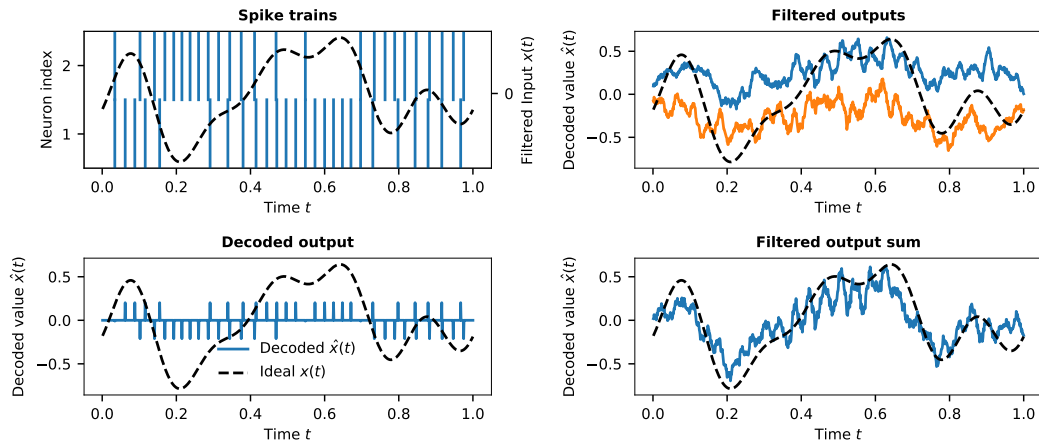 Spike trains
Neuron index
2
1
0
Filtered Input x(t)
0.0 0.2 0.4 0.6 0.8 1.0
Time t
Filtered outputs
Decoded value x̂(t)
0.5
0.0
−0.5
0.0 0.2 0.4 0.6 0.8 1.0
Time t
Decoded output
Decoded value x̂(t)
0.5
0.0
−0.5
Decoded x̂(t)
Ideal x(t)
0.0 0.2 0.4 0.6 0.8 1.0
Time t
Filtered output sum
Decoded value x̂(t)
0.5
0.0
−0.5
0.0 0.2 0.4 0.6 0.8 1.0
Time t